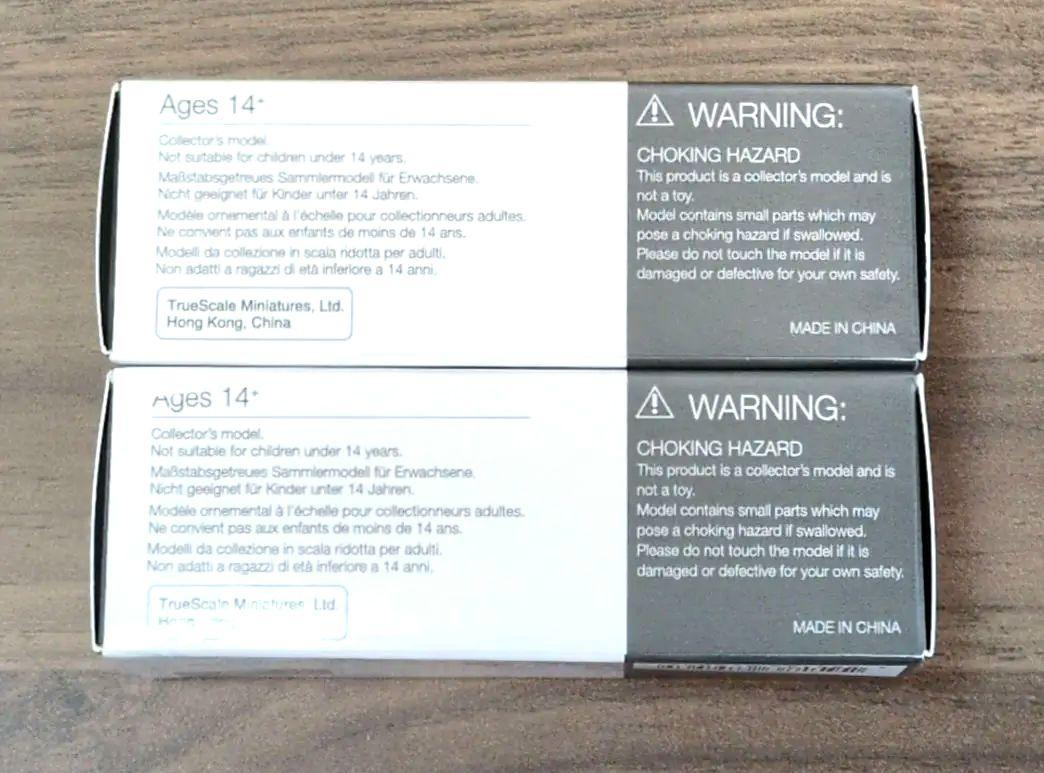 Ages 14+
Collector's model.
Not suitable for children under 14 years.
Maßstabsgetreues Sammlermodell für Erwachsene.
Nicht geeignet für Kinder unter 14 Jahren.
Modèle ornemental à l'échelle pour collectionneurs adultes.
Ne convient pas aux enfants de moins de 14 ans.
Modelli da collezione in scala ridotta per adulti.
Non adatti a ragazzi di età inferiore a 14 anni.
TrueScale Miniatures, Ltd.
Hong Kong, China
WARNING:
CHOKING HAZARD
This product is a collector's model and is
not a toy.
Model contains small parts which may
pose a choking hazard if swallowed.
Please do not touch the model if it is
damaged or defective for your own safety.
MADE IN CHINA
Ages 14+
Collector's model.
Not suitable for children under 14 years.
Maßstabsgetreues Sammlermodell für Erwachsene.
Nicht geeignet für Kinder unter 14 Jahren.
Modèle ornemental à l'échelle pour collectionneurs adultes.
Ne convient pas aux enfants de moins de 14 ans.
Modelli da collezione in scala ridotta per adulti.
Non adatti a ragazzi di età inferiore a 14 anni.
TrueScale Miniatures, Ltd.
WARNING:
CHOKING HAZARD
This product is a collector's model and is
not a toy.
Model contains small parts which may
pose a choking hazard if swallowed.
Please do not touch the model if it is
damaged or defective for your own safety.
MADE IN CHINA